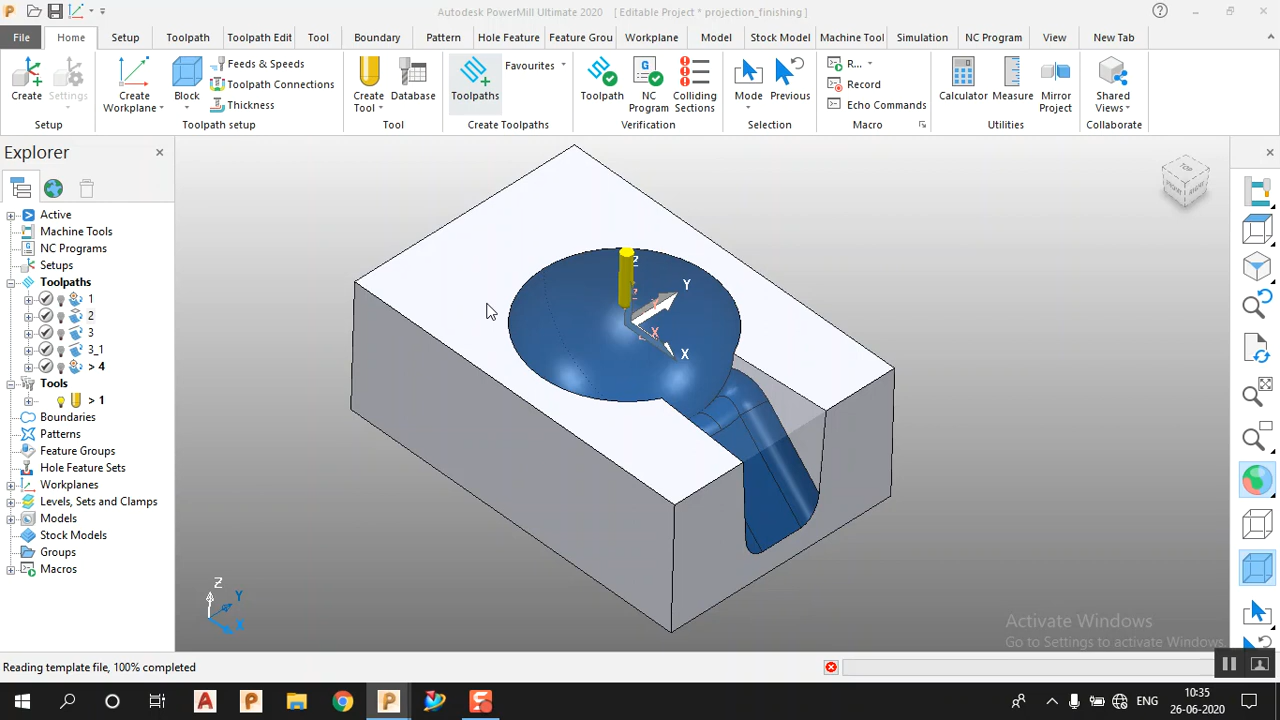 Autodesk PowerMill Ultimate 2020 [ Editable Project * projection_finishing ]
File Home Setup Toolpath Toolpath Edit Tool Boundary Pattern Hole Feature Feature Grou Workplane Model Stock Model Machine Tool Simulation NC Program View New Tab
Create Settings
Setup
Create Workplane
Block
Feeds & Speeds
Toolpath Connections
Thickness
Toolpath setup
Create Tool
Database
Tool
Toolpaths
Favourites
Create Toolpaths
Toolpath
NC Program
Colliding Sections
Verification
Mode
Previous
Selection
R...
Record
Echo Commands
Macro
Calculator
Measure
Mirror Project
Utilities
Shared Views
Collaborate
Explorer
Active
Machine Tools
NC Programs
Setups
Toolpaths
1
2
3
3_1
> 4
Tools
> 1
Boundaries
Patterns
Feature Groups
Hole Feature Sets
Workplanes
Levels, Sets and Clamps
Models
Stock Models
Groups
Macros
Z
Z
Y
Y
X
X
Z
Y
X
TOP
Activate Windows
Go to Settings to activate Windows.
Reading template file, 100% completed
ENG
10:35
26-06-2020